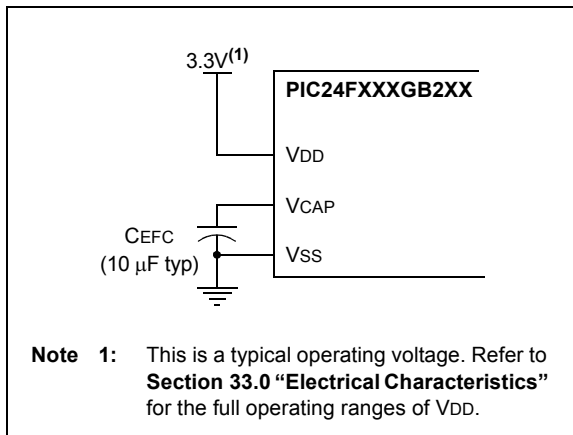 3.3V(1)
PIC24FXXXGB2XX
VDD
VCAP
CEFC
(10 μF typ)
VSS
Note 1: This is a typical operating voltage. Refer to
Section 33.0 “Electrical Characteristics”
for the full operating ranges of VDD.